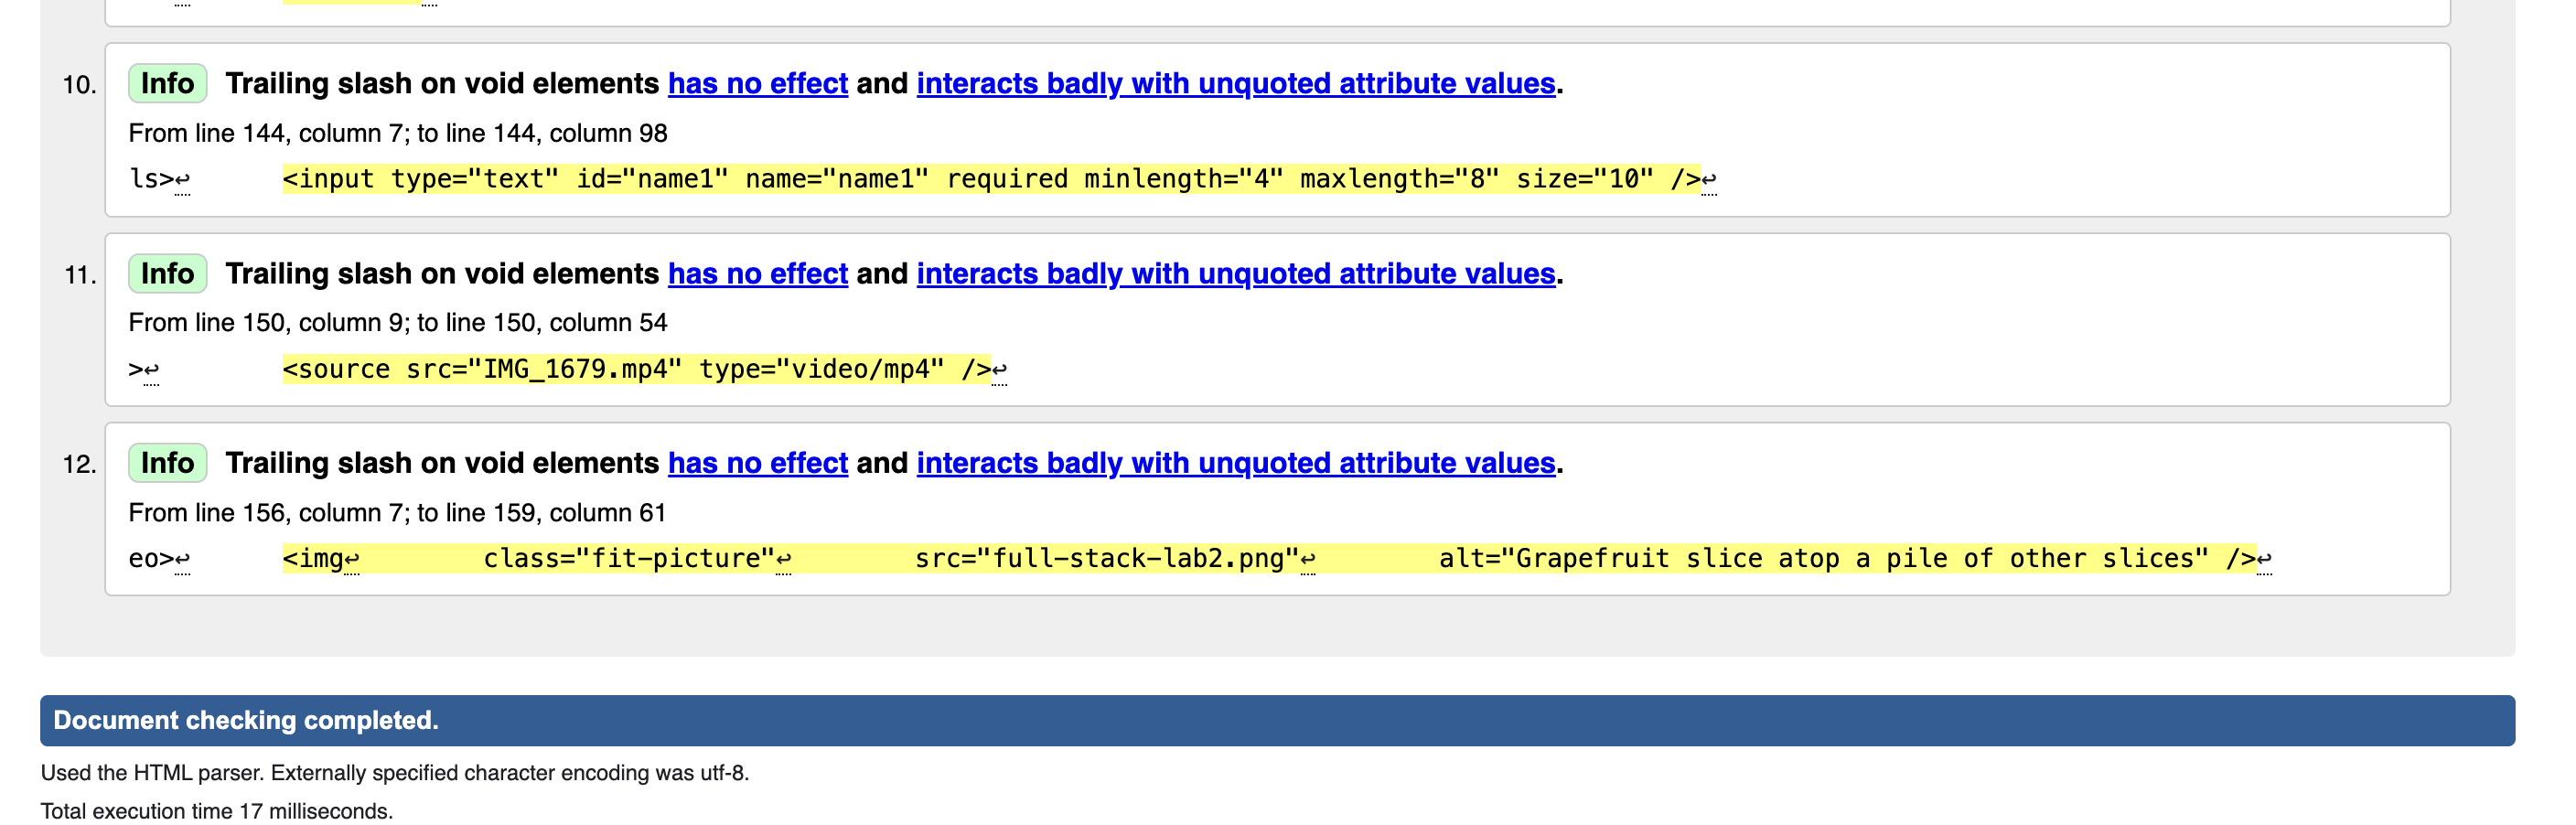 10. Info Trailing slash on void elements has no effect and interacts badly with unquoted attribute values.
From line 144, column 7; to line 144, column 98
ls>↩ <input type="text" id="name1" name="name1" required minlength="4" maxlength="8" size="10" />↩
11. Info Trailing slash on void elements has no effect and interacts badly with unquoted attribute values.
From line 150, column 9; to line 150, column 54
>↩ <source src="IMG_1679.mp4" type="video/mp4" />↩
12. Info Trailing slash on void elements has no effect and interacts badly with unquoted attribute values.
From line 156, column 7; to line 159, column 61
eo>↩ <img↩ class="fit-picture"↩ src="full-stack-lab2.png"↩ alt="Grapefruit slice atop a pile of other slices" />↩
Document checking completed.
Used the HTML parser. Externally specified character encoding was utf-8.
Total execution time 17 milliseconds.